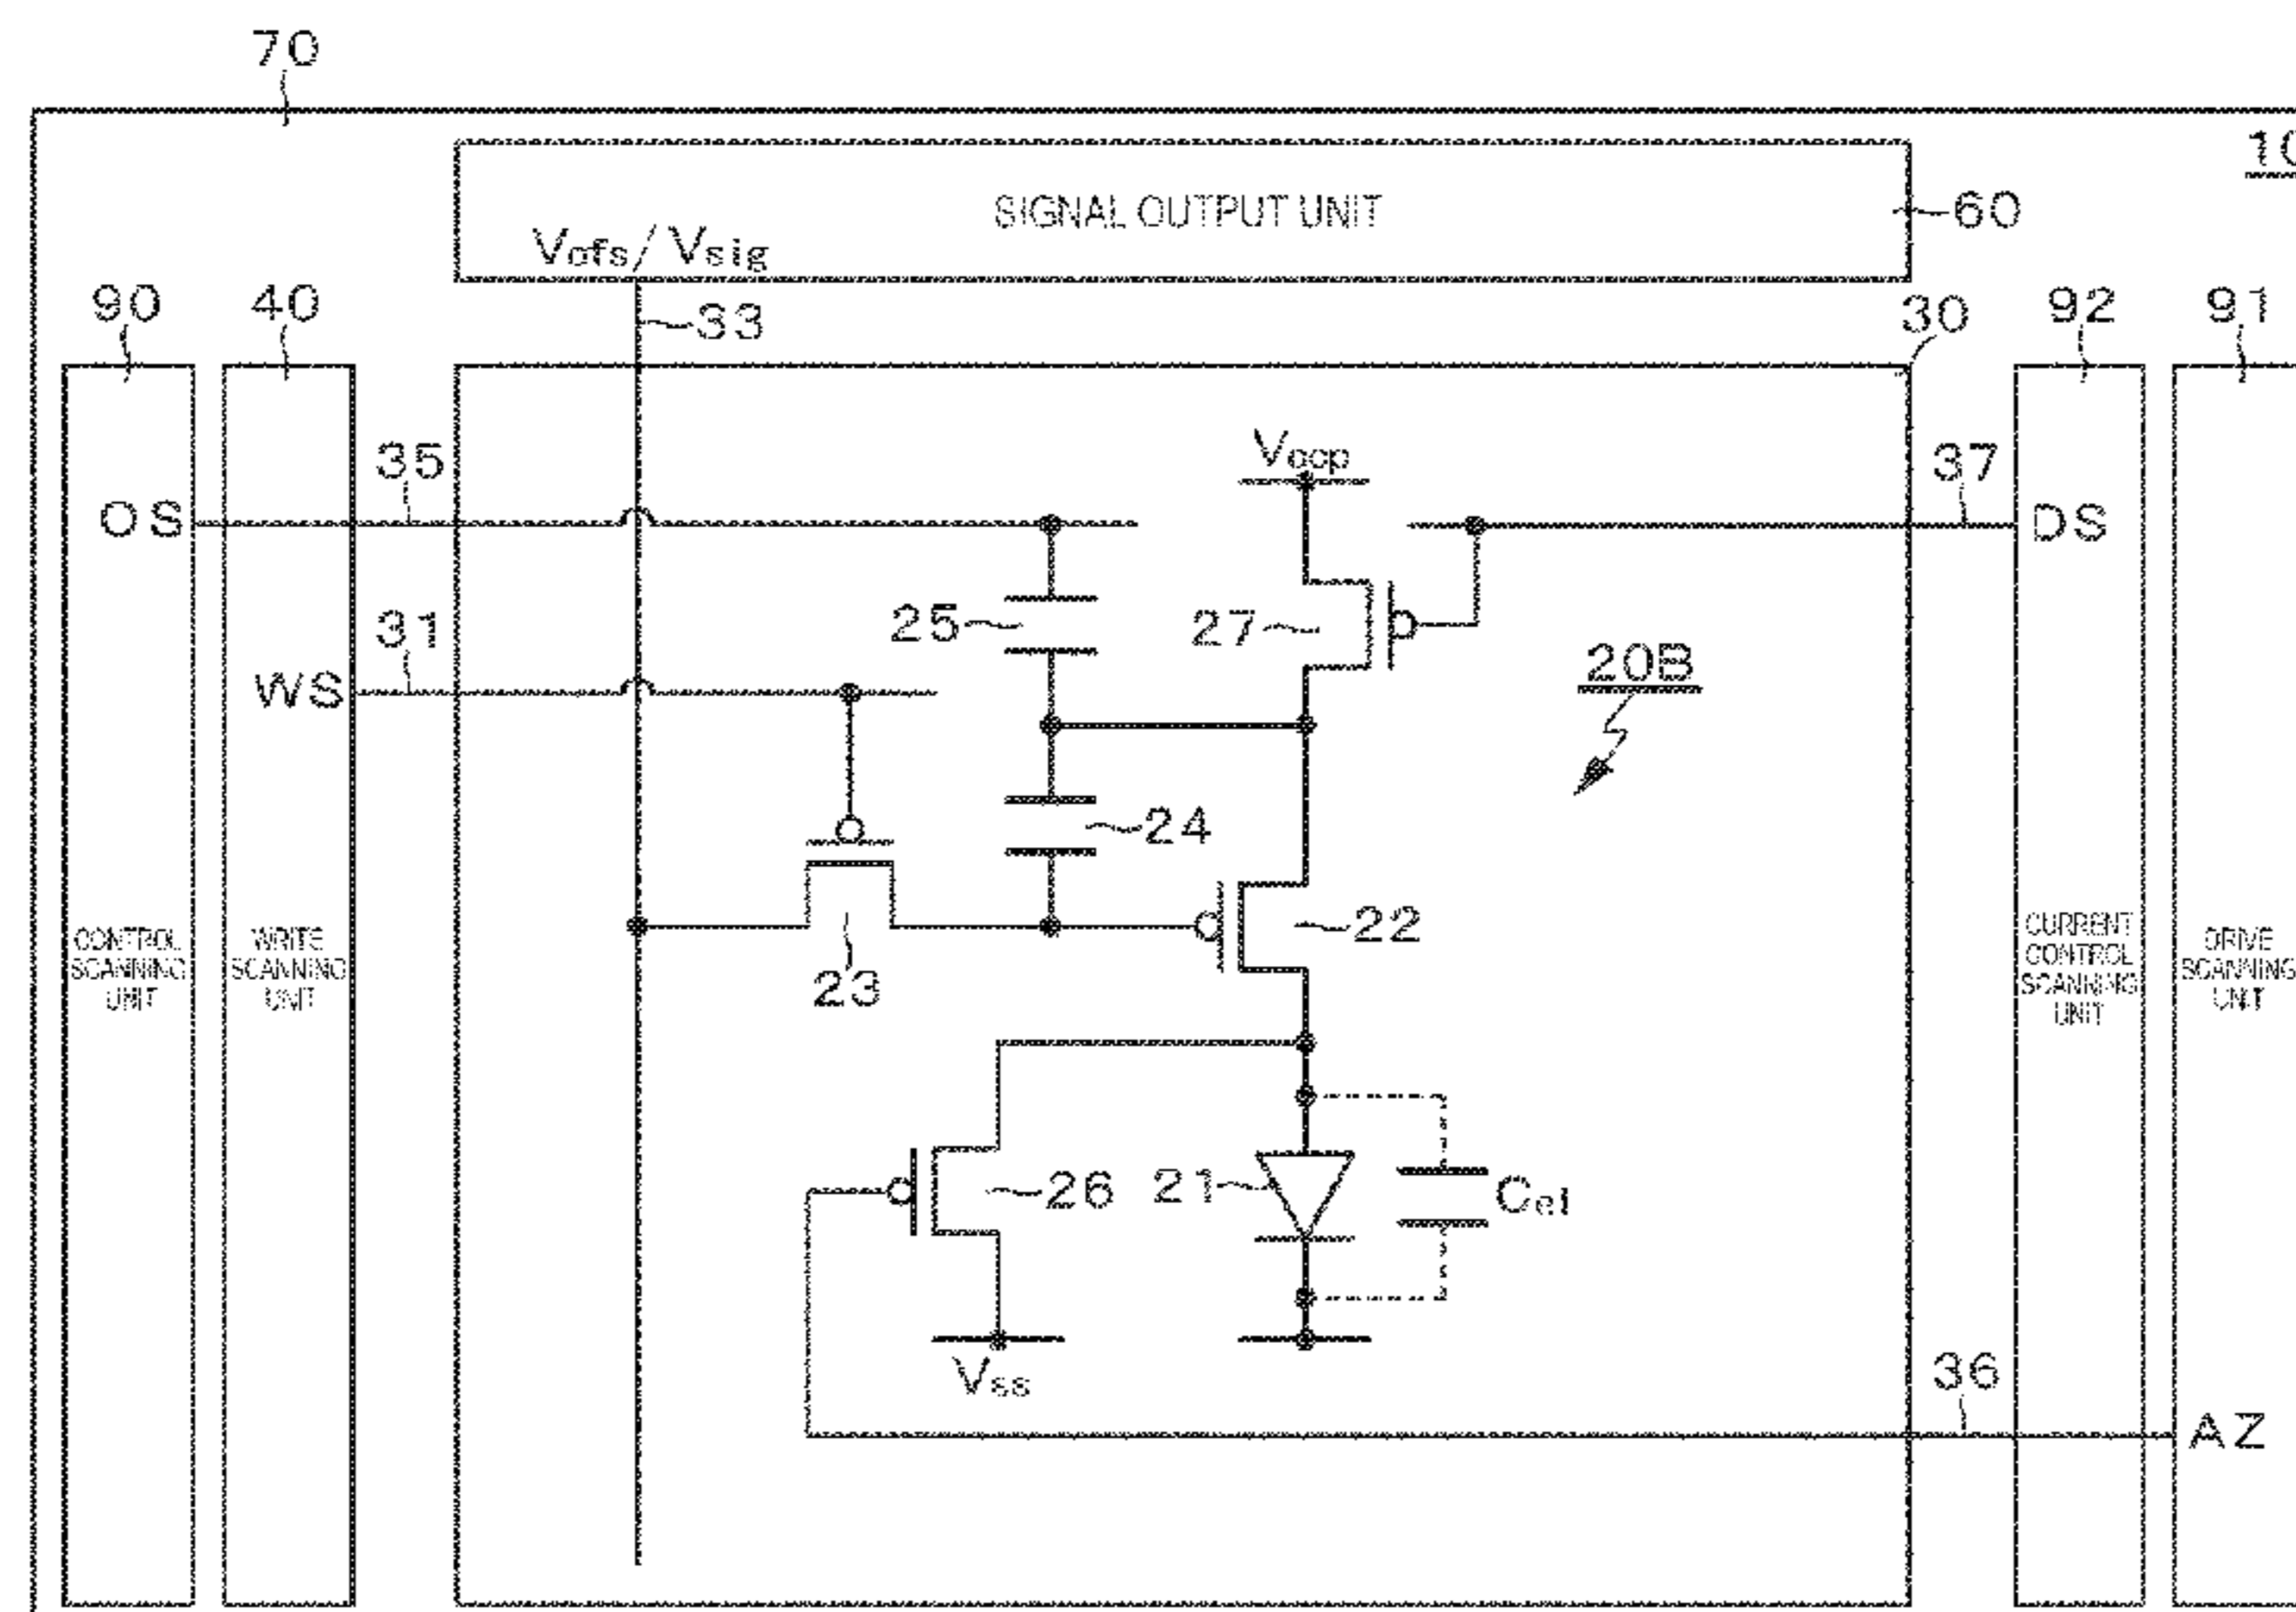 70
10
SIGNAL OUTPUT UNIT
60
Vofs/Vsig
90
40
33
30
92
91
35
Vccp
37
OS
DS
25
27
31
20B
WS
24
22
CONTROL
SCANNING
UNIT
WRITE
SCANNING
UNIT
23
CURRENT
CONTROL
SCANNING
UNIT
DRIVE
SCANNING
UNIT
26
21
Cel
Vss
36
AZ